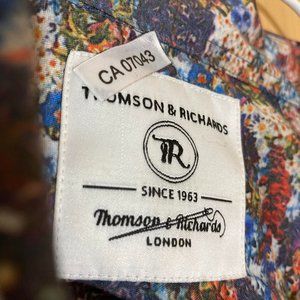 CA 07043
THOMSON & RICHARDS
TR
SINCE 1963
Thomson & Richards
LONDON